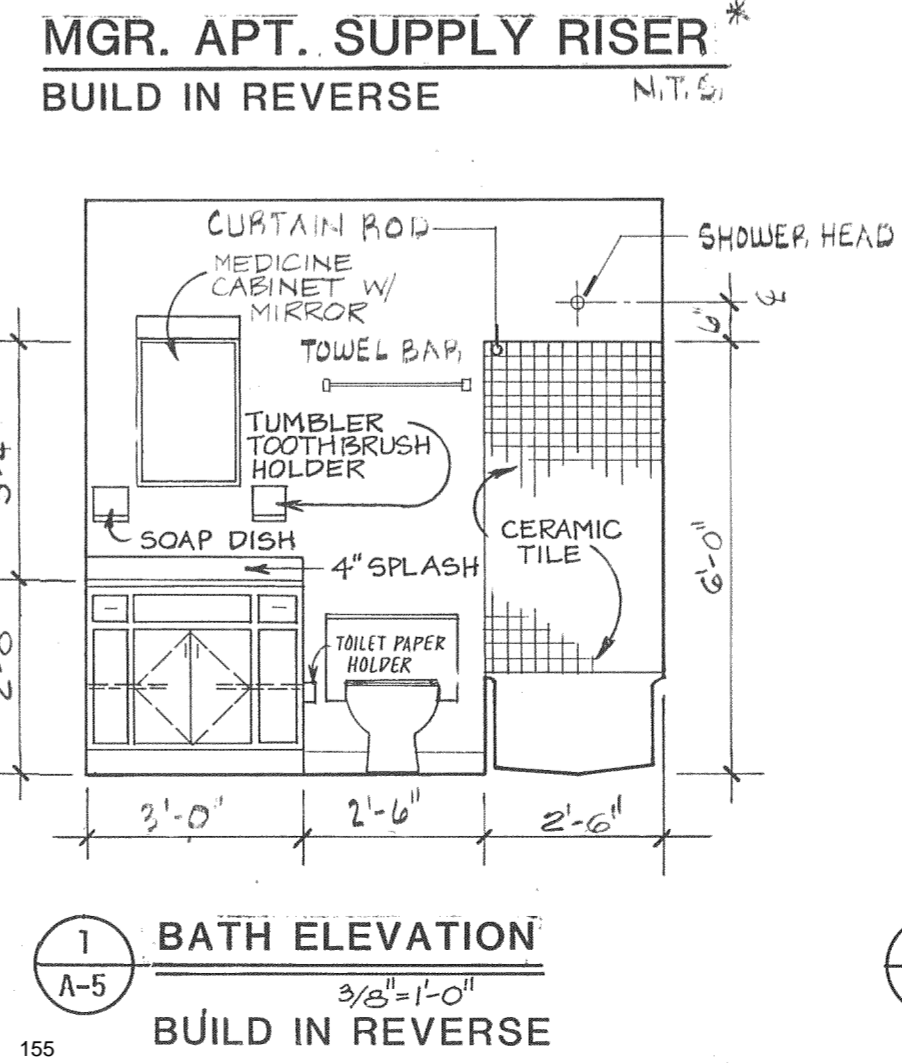 MGR. APT. SUPPLY RISER *
BUILD IN REVERSE
N.T.S.
CURTAIN ROD
SHOWER HEAD
MEDICINE
CABINET W/
MIRROR
6"
TOWEL BAR
TUMBLER
TOOTHBRUSH
HOLDER
SOAP DISH
CERAMIC
TILE
6'-0"
4" SPLASH
TOILET PAPER
HOLDER
3'-0"
2'-6"
2'-6"
1
A-5
BATH ELEVATION
3/8"=1'-0"
BUILD IN REVERSE
155